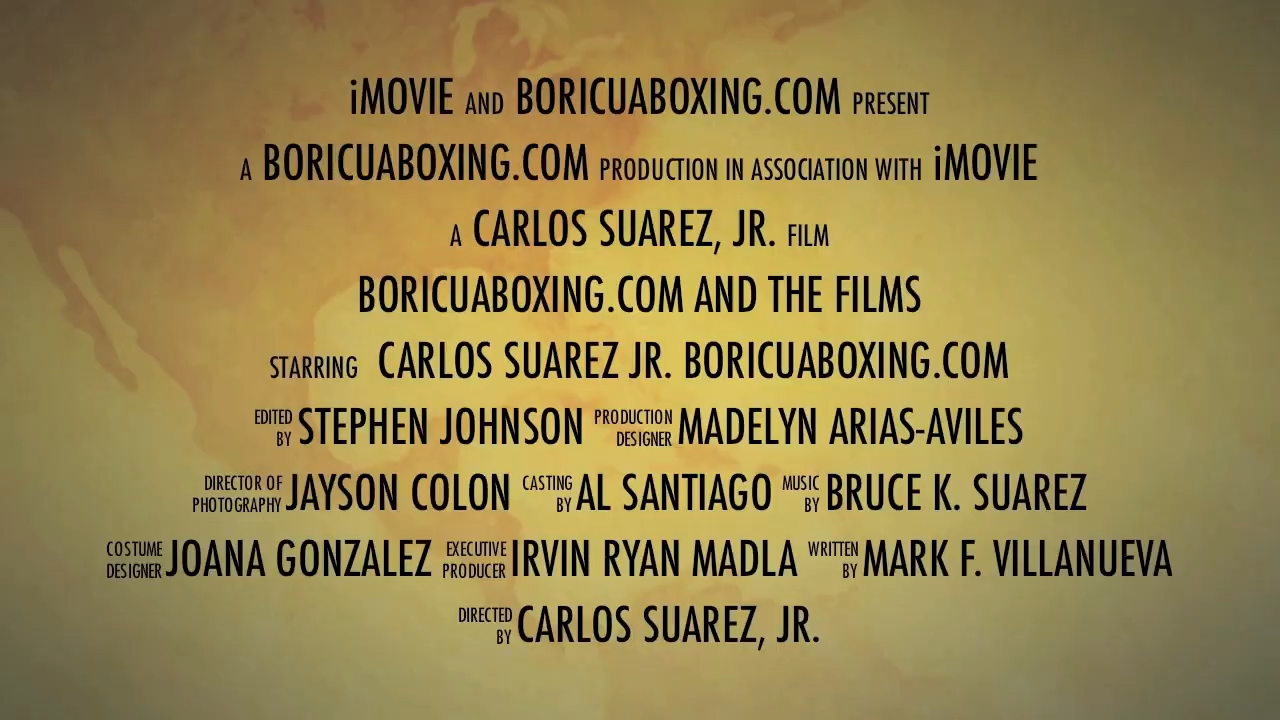 iMOVIE AND BORICUABOXING.COM PRESENT
A BORICUABOXING.COM PRODUCTION IN ASSOCIATION WITH iMOVIE
A CARLOS SUAREZ, JR. FILM
BORICUABOXING.COM AND THE FILMS
STARRING CARLOS SUAREZ JR. BORICUABOXING.COM
EDITED BY STEPHEN JOHNSON PRODUCTION DESIGNER MADELYN ARIAS-AVILES
DIRECTOR OF PHOTOGRAPHY JAYSON COLON CASTING BY AL SANTIAGO MUSIC BY BRUCE K. SUAREZ
COSTUME DESIGNER JOANA GONZALEZ EXECUTIVE PRODUCER IRVIN RYAN MADLA WRITTEN BY MARK F. VILLANUEVA
DIRECTED BY CARLOS SUAREZ, JR.